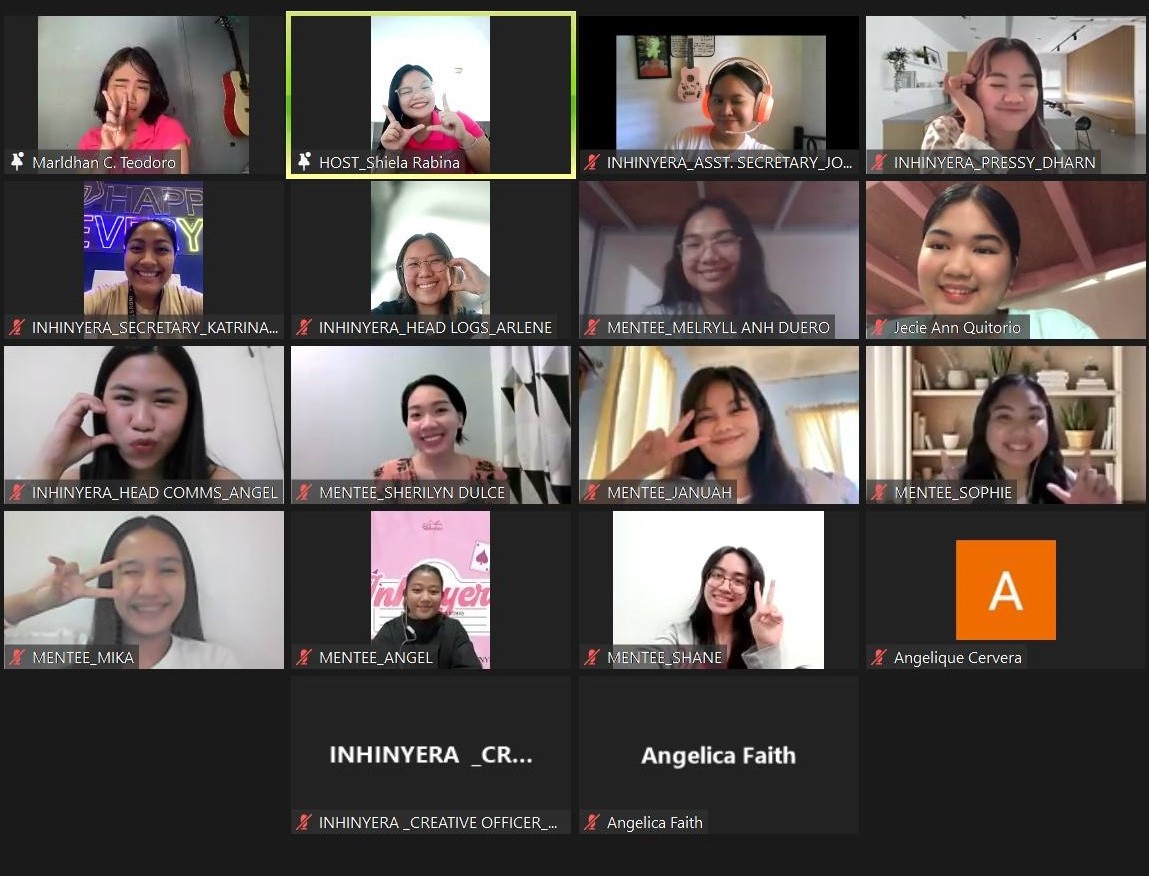 MarIdhan C. Teodoro
HOST_Shiela Rabina
INHINYERA_ASST. SECRETARY_JO...
INHINYERA_PRESSY_DHARN
HAPP
EVERY
INHINYERA_SECRETARY_KATRINA...
INHINYERA_HEAD LOGS_ARLENE
MENTEE_MELRYLL ANH DUERO
Jecie Ann Quitorio
INHINYERA_HEAD COMMS_ANGEL
MENTEE_SHERILYN DULCE
MENTEE_JANUAH
MENTEE_SOPHIE
Inhinyera
MENTEE_MIKA
MENTEE_ANGEL
MENTEE_SHANE
A
Angelique Cervera
INHINYERA _CR...
Angelica Faith
INHINYERA _CREATIVE OFFICER_...
Angelica Faith